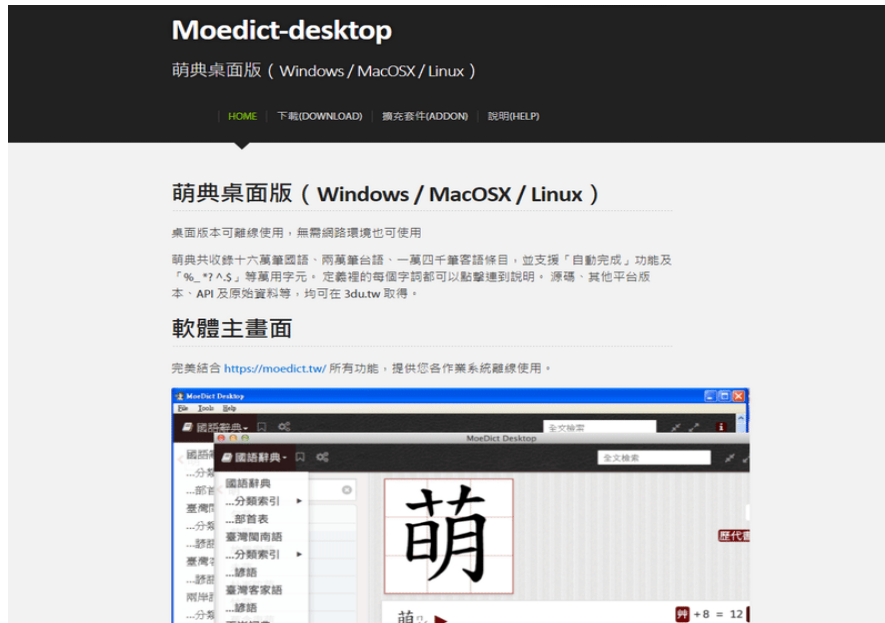 Moedict-desktop
萌典桌面版（Windows / MacOSX / Linux ）
HOME
下載(DOWNLOAD)
擴充套件(ADDON)
說明(HELP)
萌典桌面版（Windows / MacOSX / Linux ）
桌面版本可離線使用，無需網路環境也可使用
萌典共收錄十六萬筆國語、兩萬筆台語、一萬四千筆客語條目，並支援「自動完成」功能及
「%_ *? ^.$」等萬用字元。 定義裡的每個字詞都可以點擊連到說明。 源碼、其他平台版
本、API 及原始資料等，均可在 3du.tw 取得。
軟體主畫面
完美結合 https://moedict.tw/ 所有功能，提供您各作業系統離線使用。
MoeDict Desktop
File Tools Help
國語辭典
全文檢索
MoeDict Desktop
國語辭典
全文檢索
國語辭典
...分類索引
...部首表
臺灣閩南語
...分類索引
...諺語
臺灣客家語
...諺語
萌
歷代書
萌
艸 +8 = 12